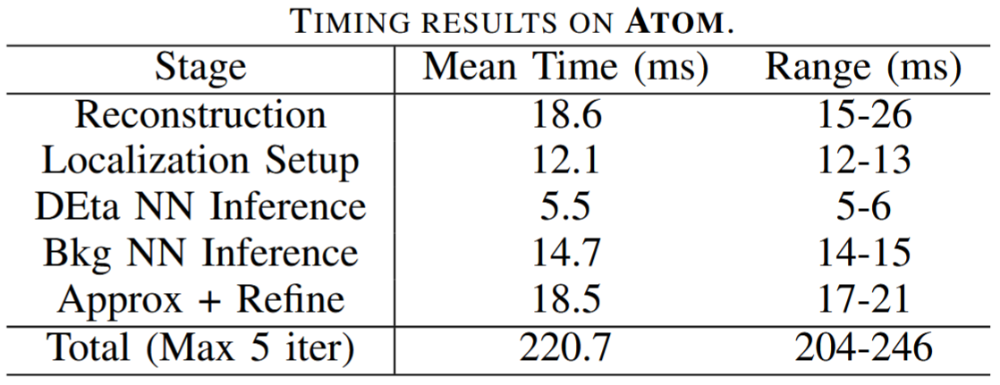 TIMING RESULTS ON ATOM.
Stage Mean Time (ms) Range (ms)
Reconstruction 18.6 15-26
Localization Setup 12.1 12-13
DEta NN Inference 5.5 5-6
Bkg NN Inference 14.7 14-15
Approx + Refine 18.5 17-21
Total (Max 5 iter) 220.7 204-246